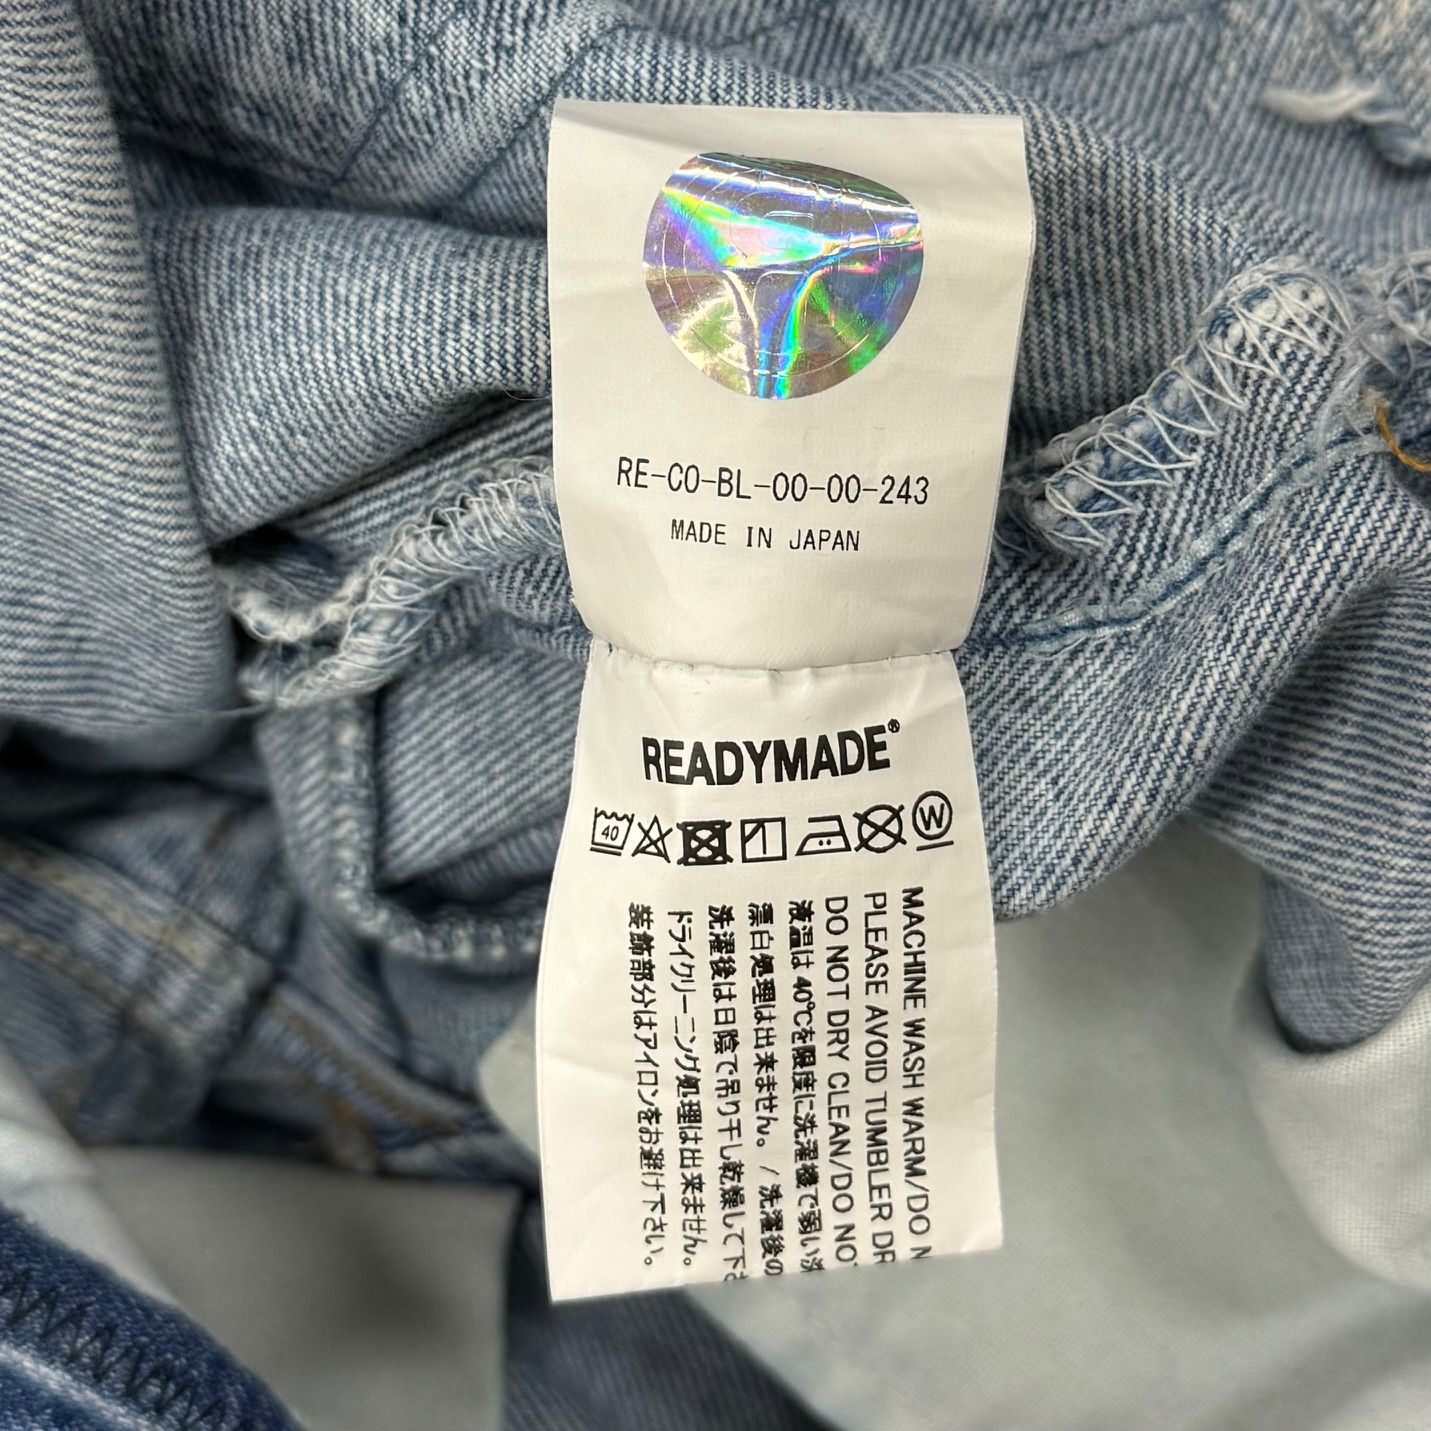 RE-CO-BL-00-00-243
MADE IN JAPAN
READYMADE®
40
W
MACHINE WASH WARM/DO
PLEASE AVOID TUMBLER
DO NOT DRY CLEAN/DO
液温は 40℃を限度に洗濯機で弱い
漂白処理は出来ません。/洗濯後の
洗濯後は日陰で吊り干し乾燥して下
ドライクリーニング処理は出来ません。
装飾部分はアイロンをお避け下さい。